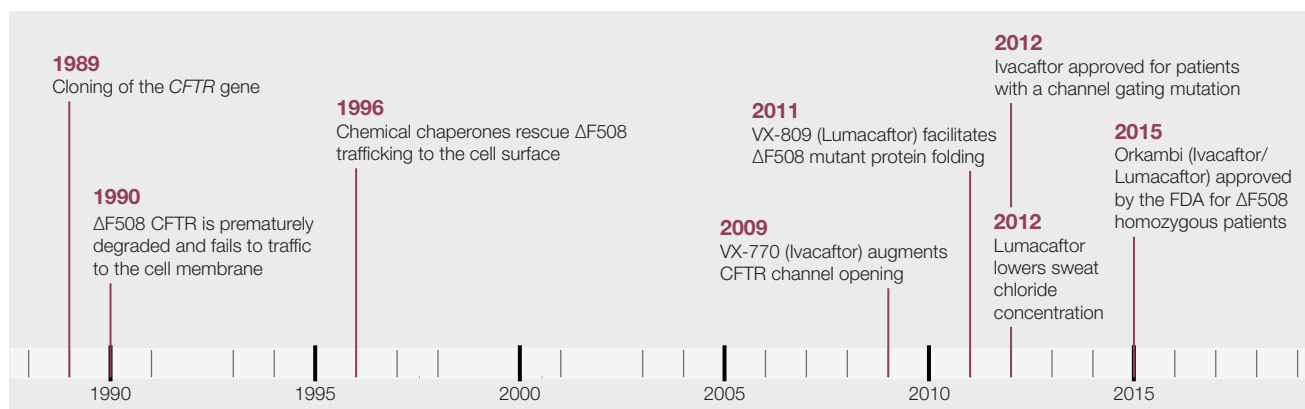 1989
Cloning of the CFTR gene
1990
ΔF508 CFTR is prematurely
degraded and fails to traffic
to the cell membrane
1996
Chemical chaperones rescue ΔF508
trafficking to the cell surface
2009
VX-770 (Ivacaftor) augments
CFTR channel opening
2011
VX-809 (Lumacaftor) facilitates
ΔF508 mutant protein folding
2012
Ivacaftor approved for patients
with a channel gating mutation
2012
Lumacaftor
lowers sweat
chloride
concentration
2015
Orkambi (Ivacaftor/
Lumacaftor) approved
by the FDA for ΔF508
homozygous patients
1990 1995 2000 2005 2010 2015